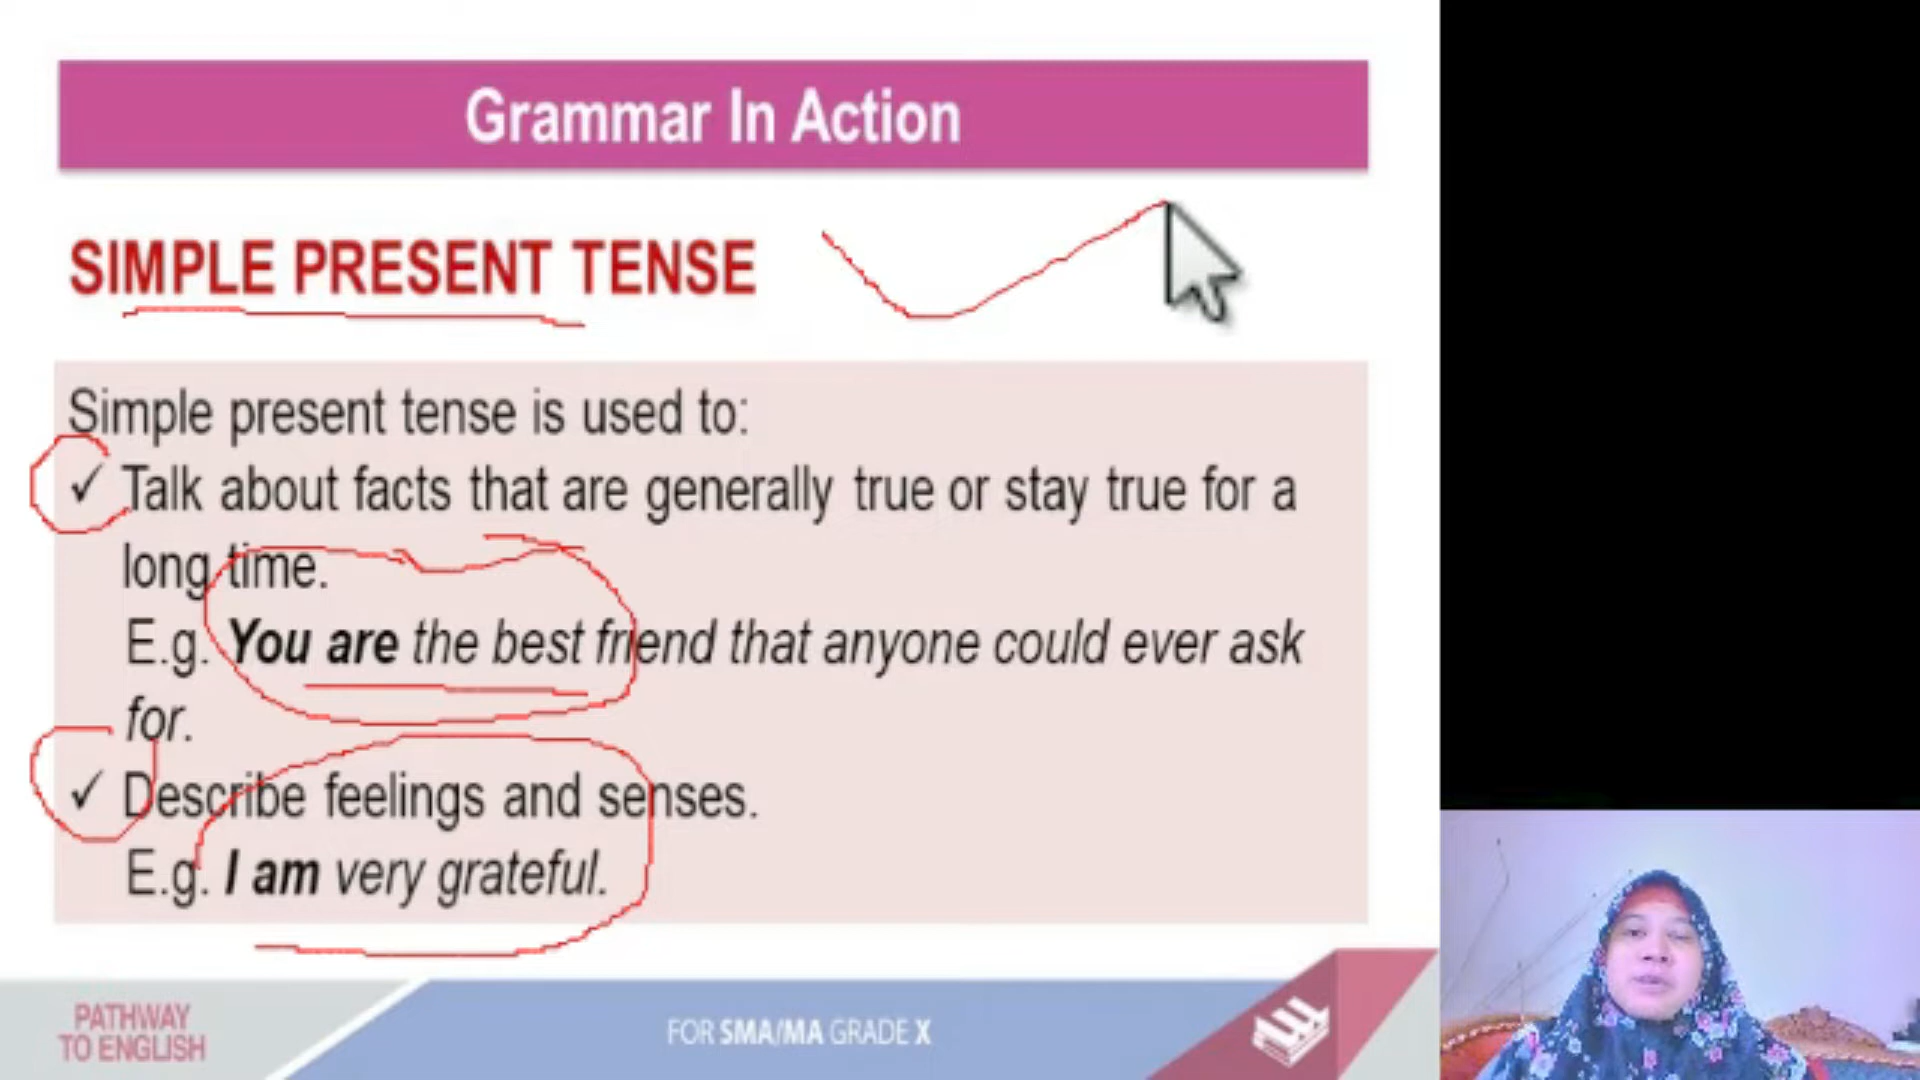 Grammar In Action
SIMPLE PRESENT TENSE
Simple present tense is used to:
✓ Talk about facts that are generally true or stay true for a
long time.
E.g. You are the best friend that anyone could ever ask
for.
✓ Describe feelings and senses.
E.g. I am very grateful.
PATHWAY
TO ENGLISH
FOR SMA/MA GRADE X